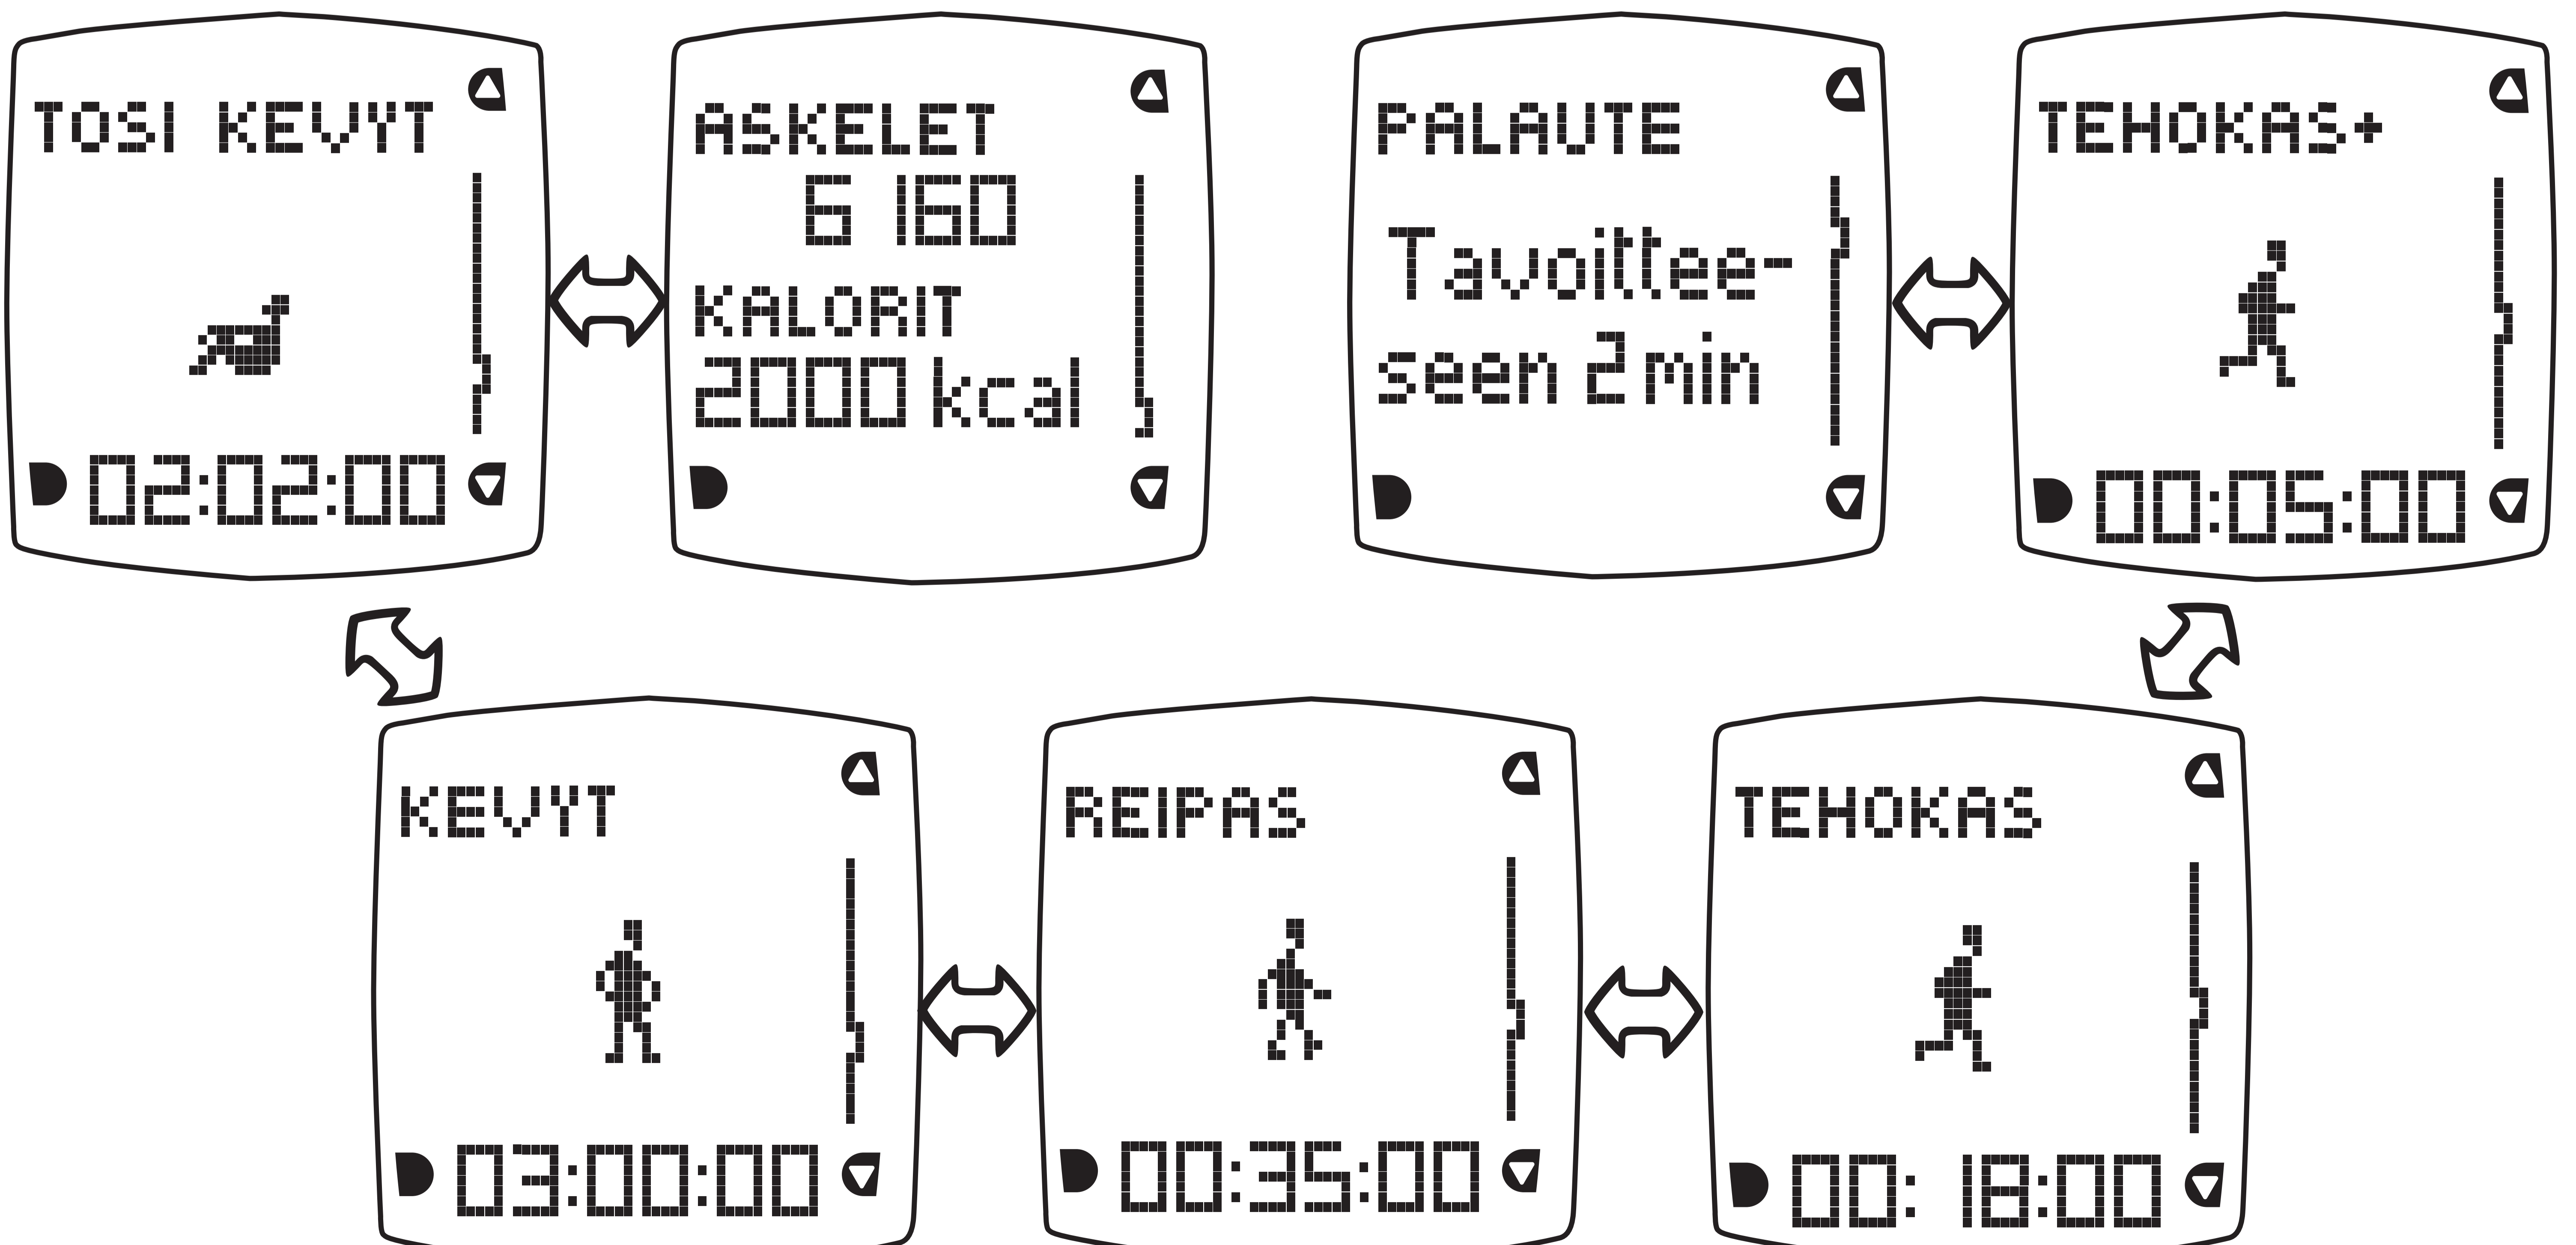 TOSI KEVYT
02:02:00
ASKELET
6 160
KALORIT
2000 kcal
PALAUTE
Tavoittee-
seen 2 min
TEHOKAS+
00:05:00
KEVYT
03:00:00
REIPAS
00:35:00
TEHOKAS
00:18:00